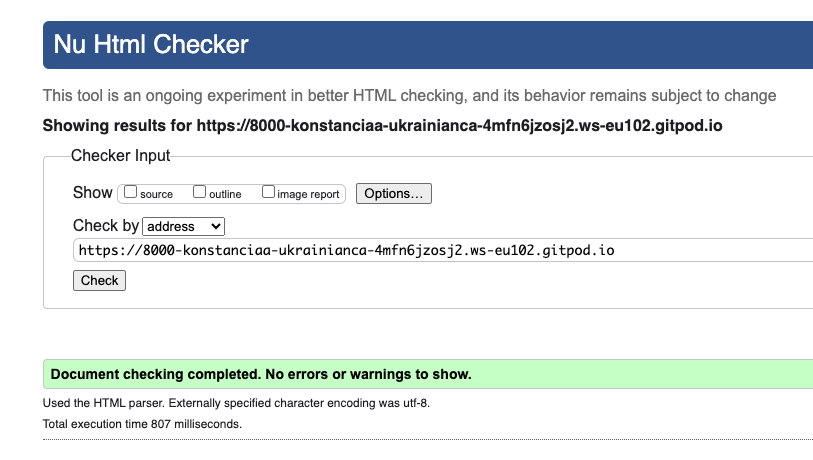 Nu Html Checker
This tool is an ongoing experiment in better HTML checking, and its behavior remains subject to change
Showing results for https://8000-konstanciaa-ukrainianca-4mfn6jzosj2.ws-eu102.gitpod.io
Checker Input
Show source outline image report Options...
Check by address
https://8000-konstanciaa-ukrainianca-4mfn6jzosj2.ws-eu102.gitpod.io
Check
Document checking completed. No errors or warnings to show.
Used the HTML parser. Externally specified character encoding was utf-8.
Total execution time 807 milliseconds.